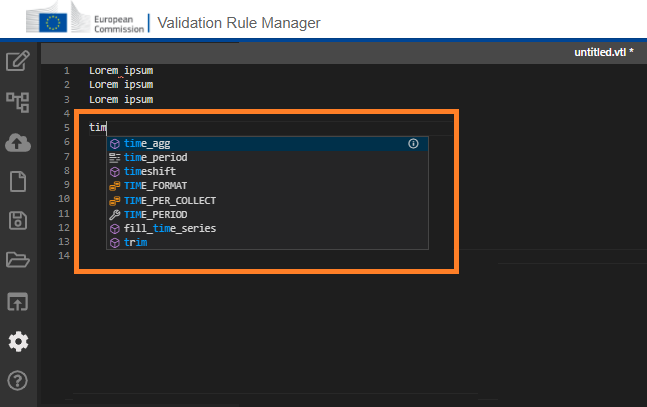 European
Commission
Validation Rule Manager
untitled.vtl *
1 Lorem ipsum
2 Lorem ipsum
3 Lorem ipsum
4
5 tim
6 time_agg
7 time_period
8 timeshift
9 TIME_FORMAT
10 TIME_PER_COLLECT
11 TIME_PERIOD
12 fill_time_series
13 trim
14